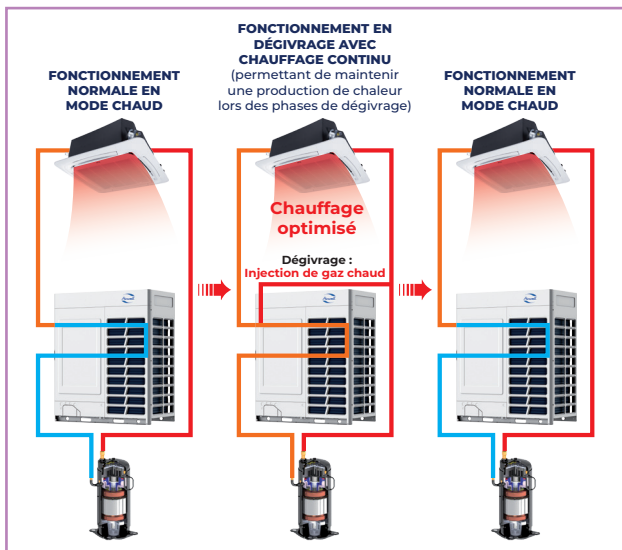 FONCTIONNEMENT
NORMALE EN
MODE CHAUD
FONCTIONNEMENT EN
DÉGIVRAGE AVEC
CHAUFFAGE CONTINU
(permettant de maintenir
une production de chaleur
lors des phases de dégivrage)
FONCTIONNEMENT
NORMALE EN
MODE CHAUD
Chauffage
optimisé
Dégivrage :
Injection de gaz chaud